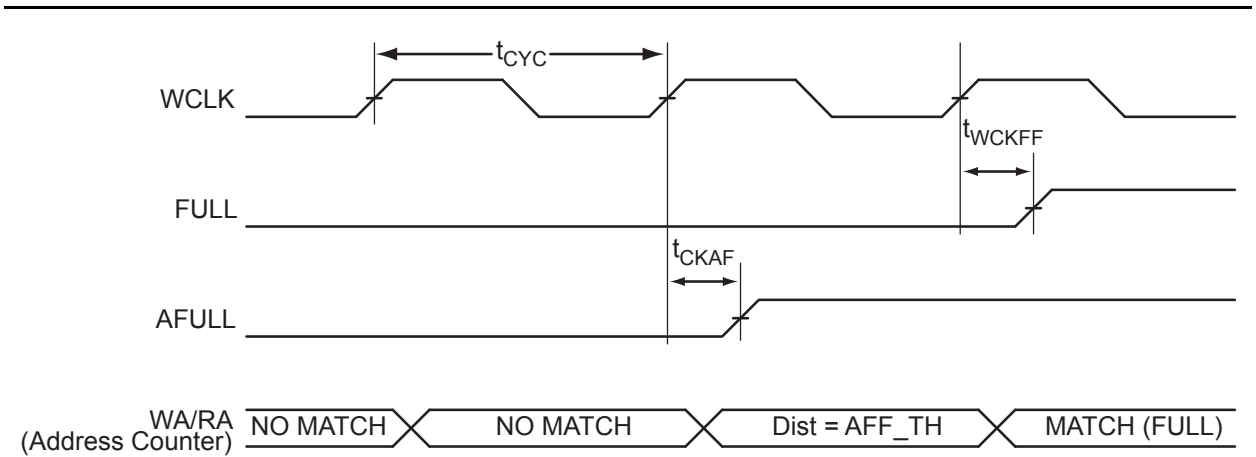 tCYC
WCLK
tWCKFF
FULL
tCKAF
AFULL
WA/RA
(Address Counter)
NO MATCH
NO MATCH
Dist = AFF_TH
MATCH (FULL)